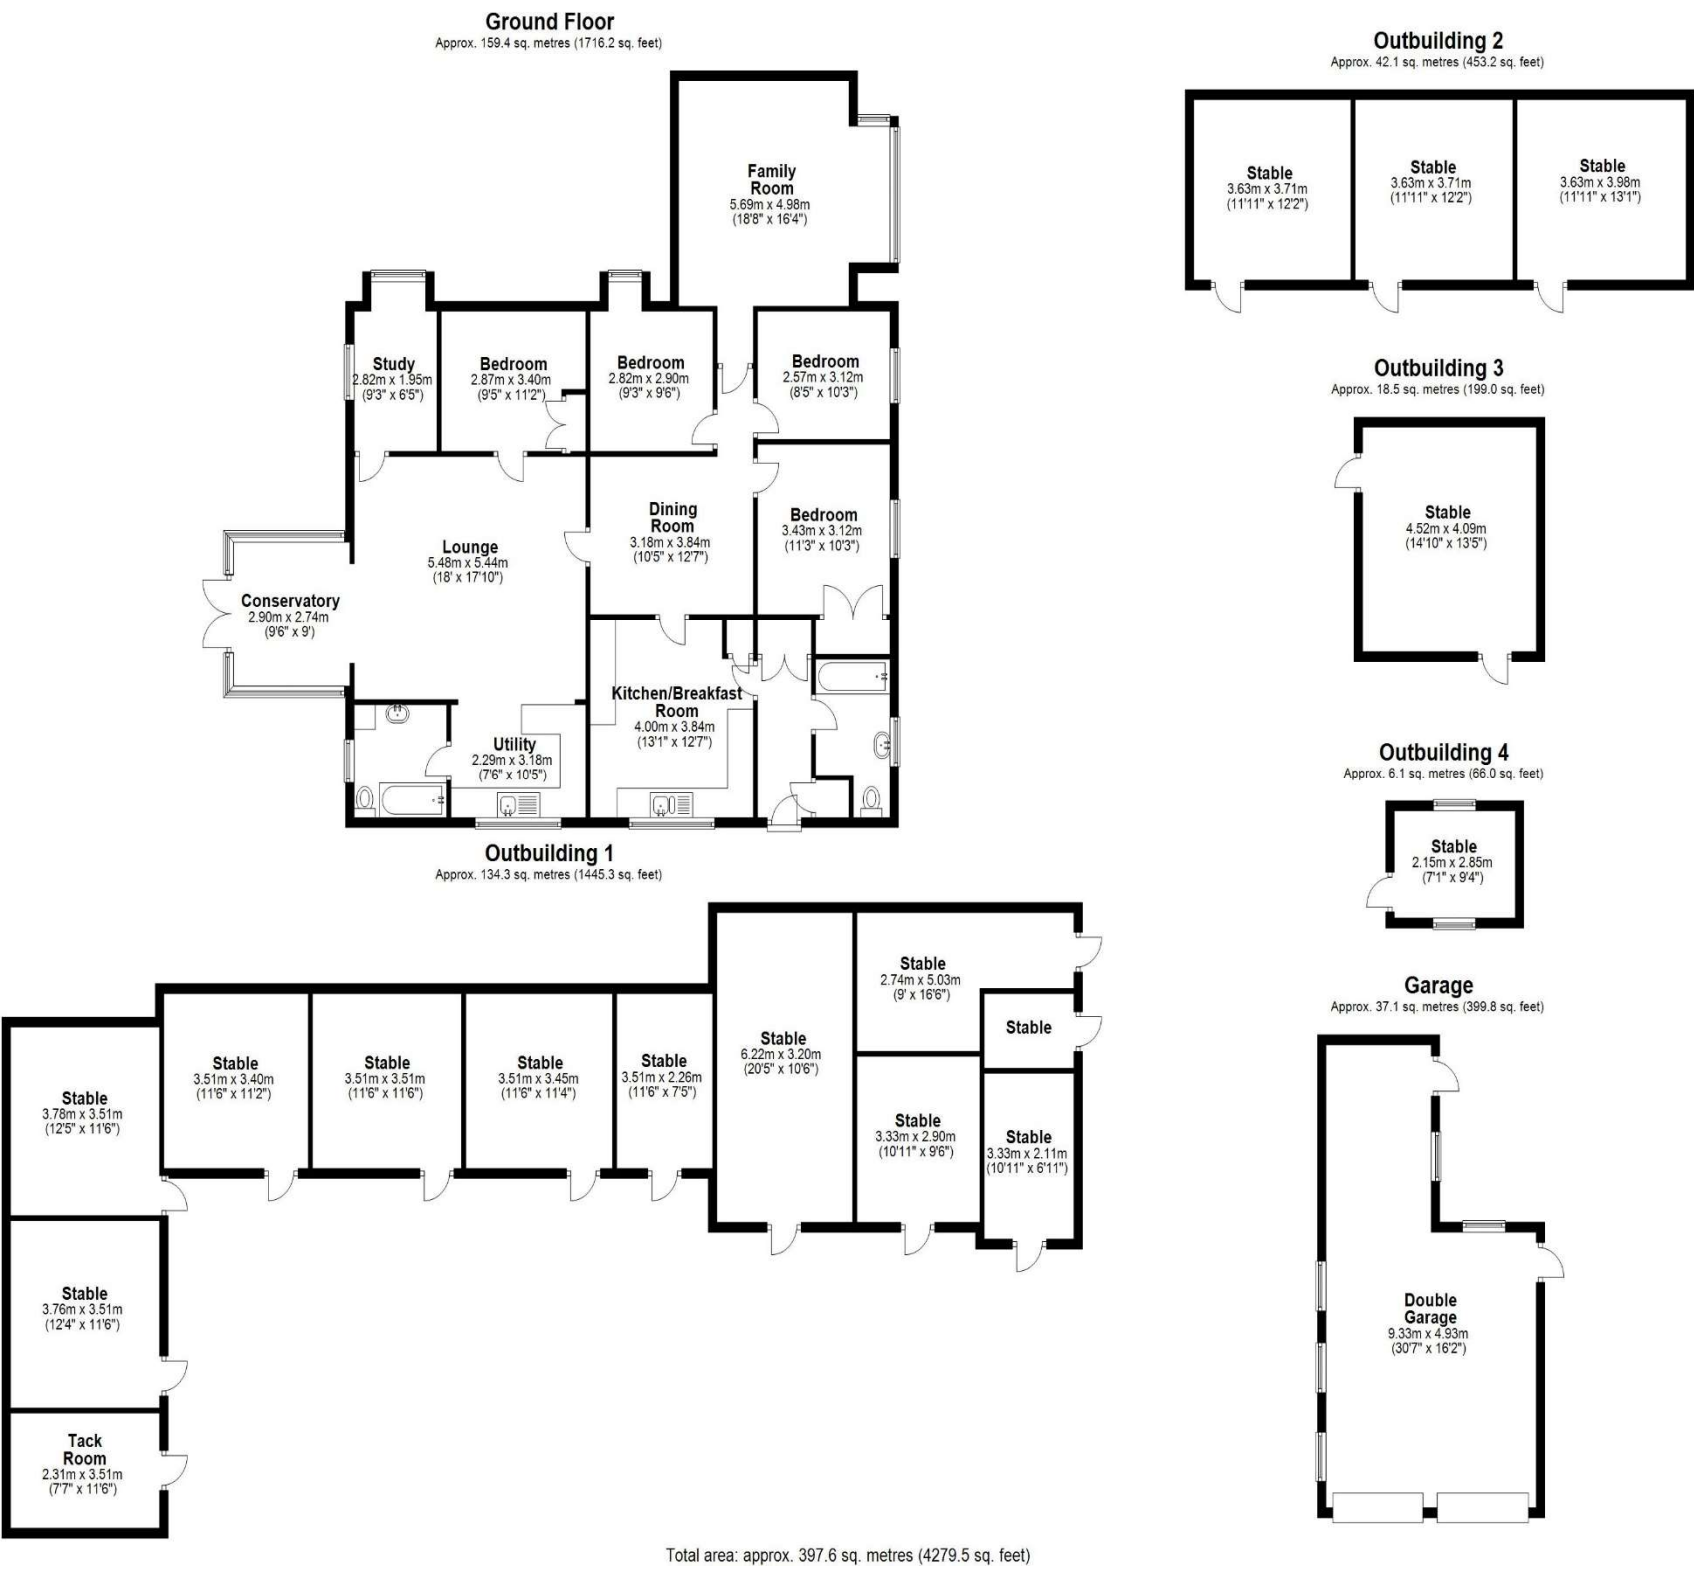 Ground Floor
Approx. 159.4 sq. metres (1716.2 sq. feet)
Family
Room
5.69m x 4.98m
(18'8" x 16'4")
Study
2.82m x 1.95m
(9'3" x 6'5")
Bedroom
2.87m x 3.40m
(9'5" x 11'2")
Bedroom
2.82m x 2.90m
(9'3" x 9'6")
Bedroom
2.57m x 3.12m
(8'5" x 10'3")
Lounge
5.48m x 5.44m
(18' x 17'10")
Dining
Room
3.18m x 3.84m
(10'5" x 12'7")
Bedroom
3.43m x 3.12m
(11'3" x 10'3")
Conservatory
2.90m x 2.74m
(9'6" x 9')
Kitchen/Breakfast
Room
4.00m x 3.84m
(13'1" x 12'7")
Utility
2.29m x 3.18m
(7'6" x 10'5")
Outbuilding 1
Approx. 134.3 sq. metres (1445.3 sq. feet)
Stable
3.78m x 3.51m
(12'5" x 11'6")
Stable
3.51m x 3.40m
(11'6" x 11'2")
Stable
3.51m x 3.51m
(11'6" x 11'6")
Stable
3.51m x 3.45m
(11'6" x 11'4")
Stable
3.51m x 2.26m
(11'6" x 7'5")
Stable
6.22m x 3.20m
(20'5" x 10'6")
Stable
2.74m x 5.03m
(9' x 16'6")
Stable
Stable
3.33m x 2.90m
(10'11" x 9'6")
Stable
3.33m x 2.11m
(10'11" x 6'11")
Stable
3.76m x 3.51m
(12'4" x 11'6")
Tack
Room
2.31m x 3.51m
(7'7" x 11'6")
Outbuilding 2
Approx. 42.1 sq. metres (453.2 sq. feet)
Stable
3.63m x 3.71m
(11'11" x 12'2")
Stable
3.63m x 3.71m
(11'11" x 12'2")
Stable
3.63m x 3.98m
(11'11" x 13'1")
Outbuilding 3
Approx. 18.5 sq. metres (199.0 sq. feet)
Stable
4.52m x 4.09m
(14'10" x 13'5")
Outbuilding 4
Approx. 6.1 sq. metres (66.0 sq. feet)
Stable
2.15m x 2.85m
(7'1" x 9'4")
Garage
Approx. 37.1 sq. metres (399.8 sq. feet)
Double
Garage
9.33m x 4.93m
(30'7" x 16'2")
Total area: approx. 397.6 sq. metres (4279.5 sq. feet)